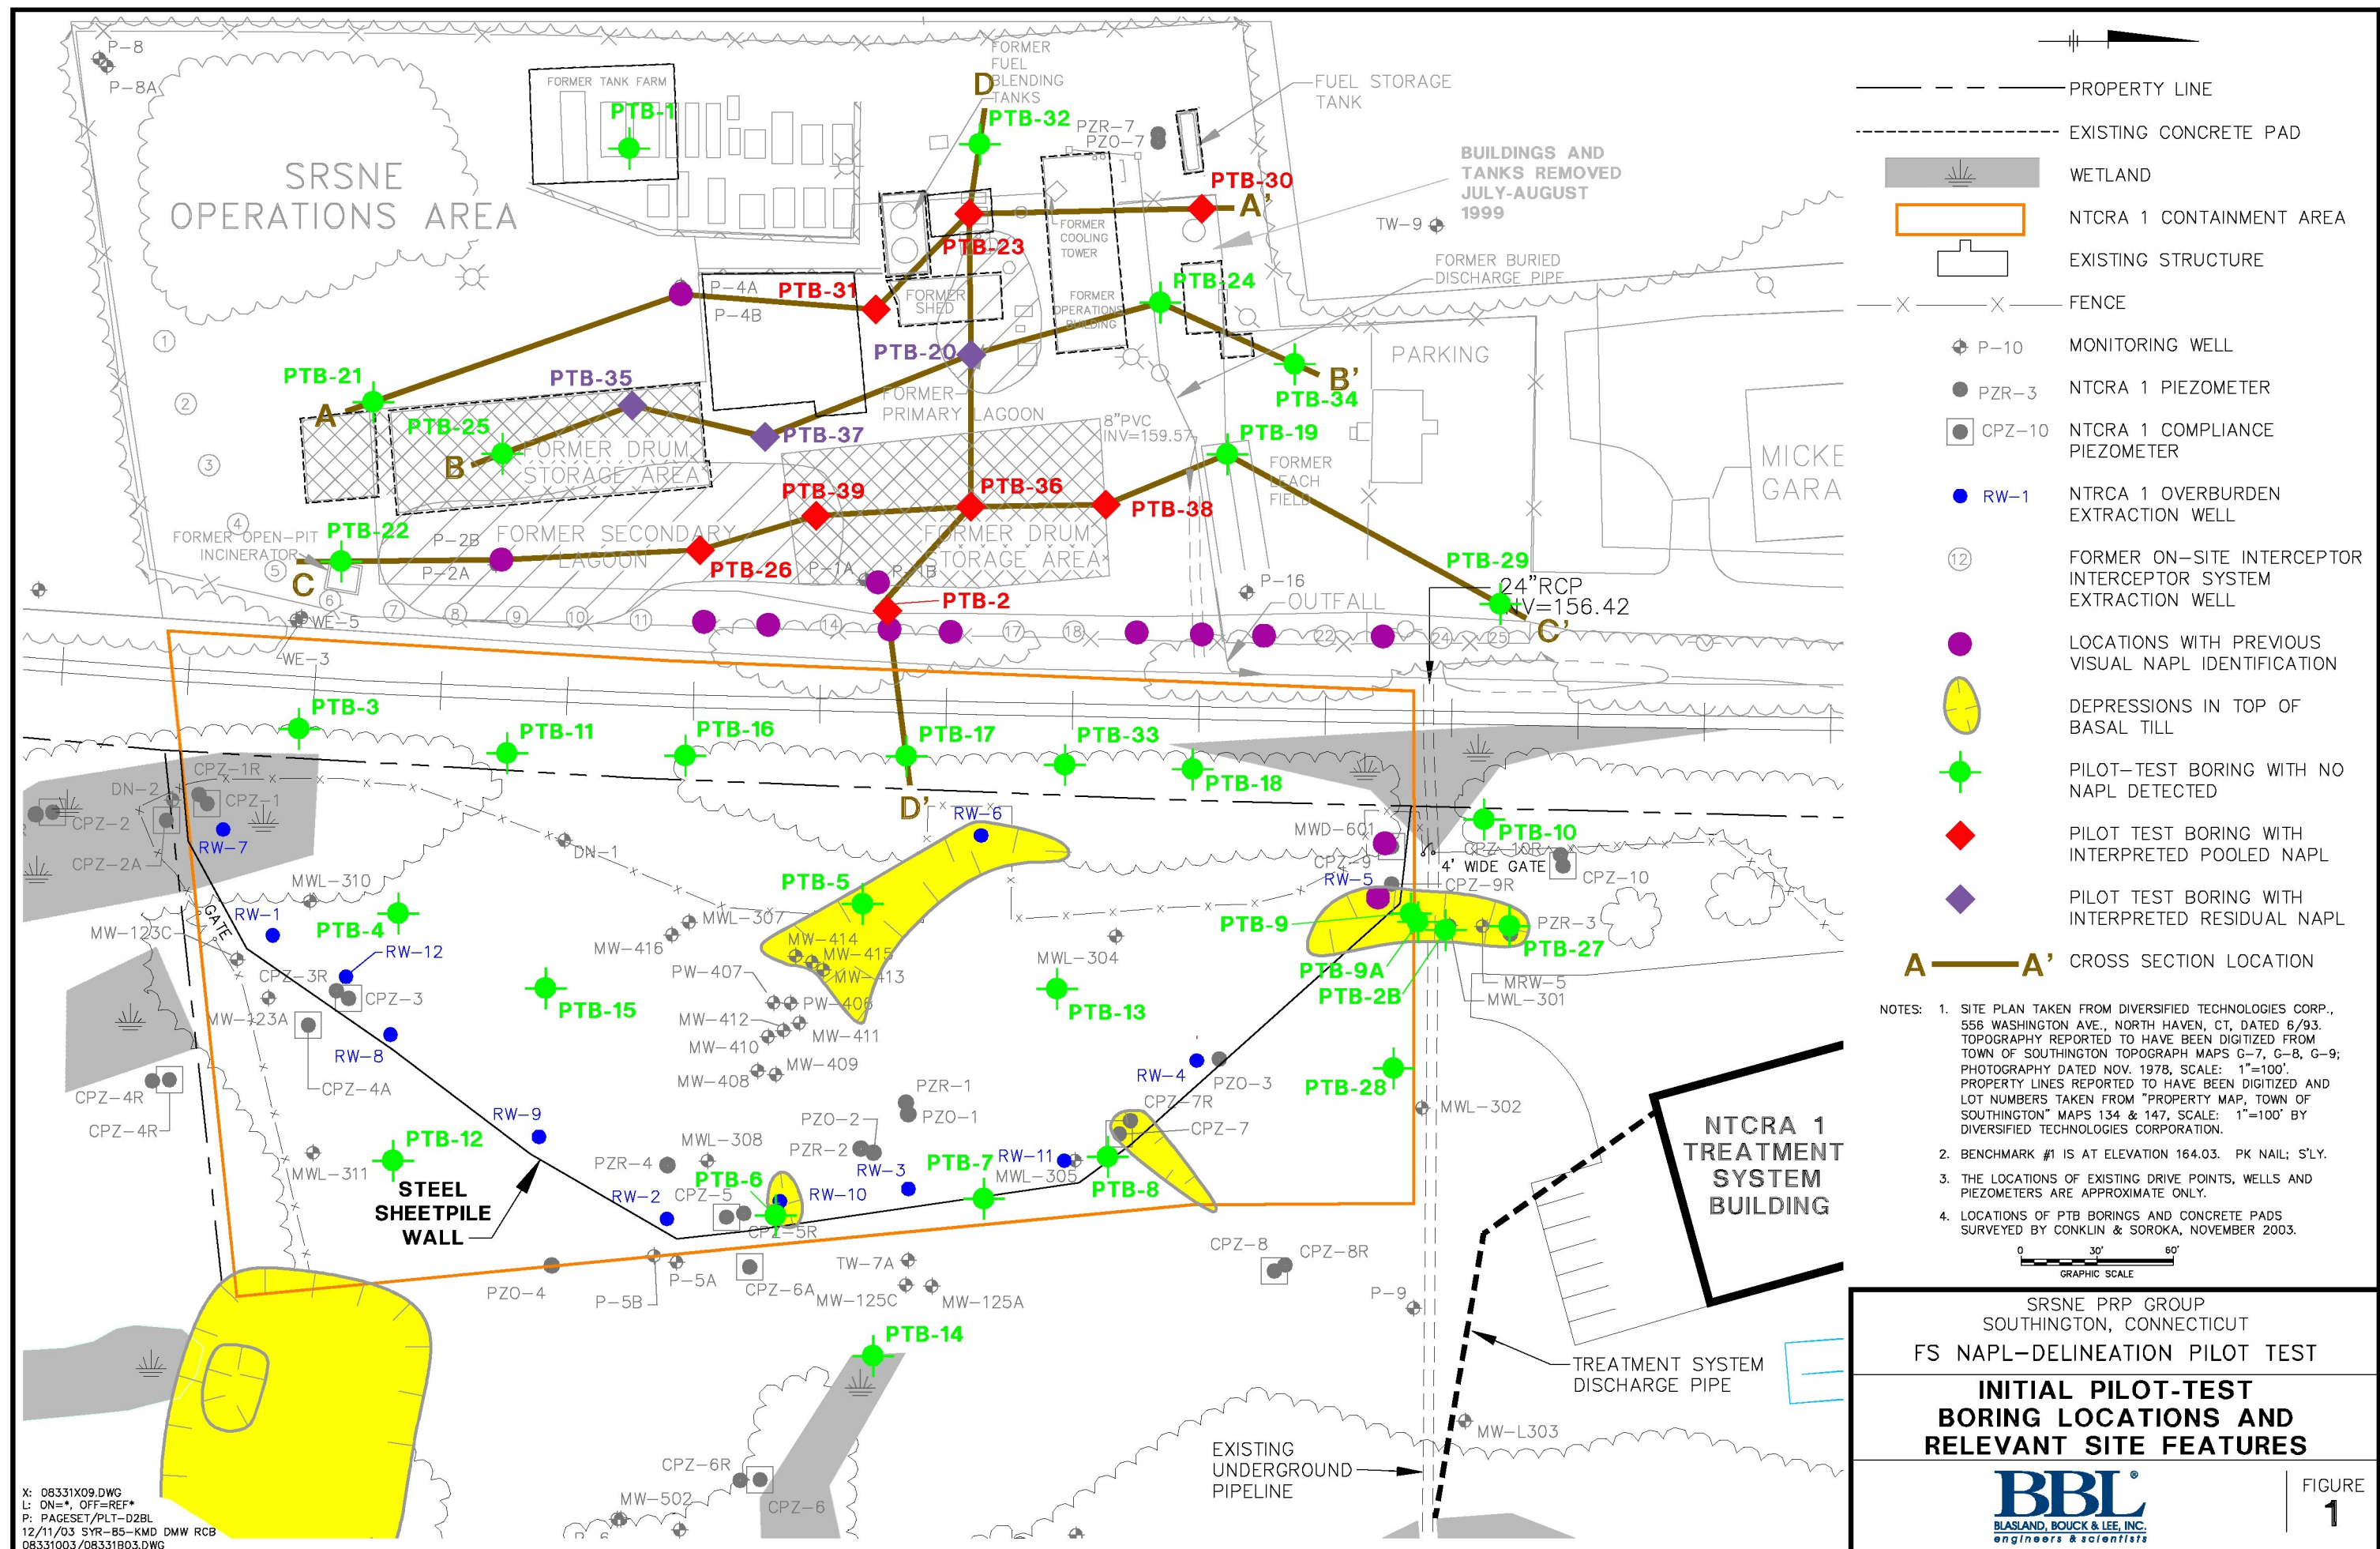 P-8
P-8A
SRSNE
OPERATIONS AREA
FORMER TANK FARM
PTB-1
FORMER
FUEL
BLENDING
TANKS
D
PTB-32
PZR-7
PZO-7
FUEL STORAGE
TANK
BUILDINGS AND
TANKS REMOVED
JULY-AUGUST
1999
PTB-30
A'
TW-9
FORMER
COOLING
TOWER
PTB-23
FORMER BURIED
DISCHARGE PIPE
PTB-24
P-4A
P-4B
PTB-31
FORMER
SHED
FORMER
OPERATIONS
BUILDING
PTB-20
PARKING
B'
PTB-34
PTB-21
A
PTB-35
FORMER
PRIMARY LAGOON
8"PVC
INV=159.57
PTB-19
PTB-25
B
FORMER DRUM
STORAGE AREA
PTB-37
FORMER
LEACH
FIELD
MICKE
GARA
1
2
3
4
5
6
7
8
9
10
11
14
17
18
22
24
25
PTB-39
PTB-36
PTB-38
FORMER OPEN-PIT
INCINERATOR
PTB-22
C
P-2B
P-2A
FORMER SECONDARY
LAGOON
PTB-26
FORMER DRUM
STORAGE AREA
P-1A
P-1B
PTB-2
P-16
OUTFALL
PTB-29
24"RCP
INV=156.42
C'
WE-5
WE-3
PTB-3
PTB-11
PTB-16
PTB-17
PTB-33
PTB-18
D'
CPZ-1R
DN-2
CPZ-1
CPZ-2
CPZ-2A
RW-7
DN-1
RW-6
MWD-601
PTB-10
CPZ-10R
4' WIDE GATE
CPZ-9
CPZ-10
RW-5
CPZ-9R
MWL-310
GATE
RW-1
PTB-4
MW-123C
PTB-5
MWL-307
MW-416
MW-414
MW-415
MW-413
PTB-9
PZR-3
PTB-27
PTB-9A
PTB-2B
MRW-5
MWL-301
RW-12
CPZ-3R
CPZ-3
MW-123A
RW-8
PTB-15
PW-407
PW-406
MW-412
MW-411
MW-410
MW-409
MW-408
MWL-304
PTB-13
CPZ-4A
CPZ-4R
CPZ-4R
RW-4
PZO-3
PTB-28
MWL-302
PZR-1
PZO-1
PZO-2
PZR-2
CPZ-7R
CPZ-7
RW-9
PTB-12
MWL-311
MWL-308
PZR-4
RW-3
PTB-7
RW-11
MWL-305
PTB-8
STEEL
SHEETPILE
WALL
RW-2
CPZ-5
PTB-6
RW-10
CPZ-5R
NTCRA 1
TREATMENT
SYSTEM
BUILDING
PZO-4
P-5B
P-5A
CPZ-6A
TW-7A
MW-125C
MW-125A
CPZ-8
CPZ-8R
P-9
PTB-14
TREATMENT SYSTEM
DISCHARGE PIPE
MW-L303
EXISTING
UNDERGROUND
PIPELINE
CPZ-6R
CPZ-6
MW-502
X: 08331X09.DWG
L: ON=*, OFF=REF*
P: PAGESET/PLT-D2BL
12/11/03 SYR-85-KMD DMW RCB
08331003/08331B03.DWG
PROPERTY LINE
EXISTING CONCRETE PAD
WETLAND
NTCRA 1 CONTAINMENT AREA
EXISTING STRUCTURE
FENCE
P-10 MONITORING WELL
PZR-3 NTCRA 1 PIEZOMETER
CPZ-10 NTCRA 1 COMPLIANCE
PIEZOMETER
RW-1 NTRCA 1 OVERBURDEN
EXTRACTION WELL
12 FORMER ON-SITE INTERCEPTOR
INTERCEPTOR SYSTEM
EXTRACTION WELL
LOCATIONS WITH PREVIOUS
VISUAL NAPL IDENTIFICATION
DEPRESSIONS IN TOP OF
BASAL TILL
PILOT-TEST BORING WITH NO
NAPL DETECTED
PILOT TEST BORING WITH
INTERPRETED POOLED NAPL
PILOT TEST BORING WITH
INTERPRETED RESIDUAL NAPL
A A' CROSS SECTION LOCATION
NOTES: 1. SITE PLAN TAKEN FROM DIVERSIFIED TECHNOLOGIES CORP.,
556 WASHINGTON AVE., NORTH HAVEN, CT, DATED 6/93.
TOPOGRAPHY REPORTED TO HAVE BEEN DIGITIZED FROM
TOWN OF SOUTHINGTON TOPOGRAPH MAPS G-7, G-8, G-9;
PHOTOGRAPHY DATED NOV. 1978, SCALE: 1"=100'.
PROPERTY LINES REPORTED TO HAVE BEEN DIGITIZED AND
LOT NUMBERS TAKEN FROM "PROPERTY MAP, TOWN OF
SOUTHINGTON" MAPS 134 & 147, SCALE: 1"=100' BY
DIVERSIFIED TECHNOLOGIES CORPORATION.
2. BENCHMARK #1 IS AT ELEVATION 164.03. PK NAIL; S'LY.
3. THE LOCATIONS OF EXISTING DRIVE POINTS, WELLS AND
PIEZOMETERS ARE APPROXIMATE ONLY.
4. LOCATIONS OF PTB BORINGS AND CONCRETE PADS
SURVEYED BY CONKLIN & SOROKA, NOVEMBER 2003.
0 30' 60'
GRAPHIC SCALE
SRSNE PRP GROUP
SOUTHINGTON, CONNECTICUT
FS NAPL-DELINEATION PILOT TEST
INITIAL PILOT-TEST
BORING LOCATIONS AND
RELEVANT SITE FEATURES
BBL®
BLASLAND, BOUCK & LEE, INC.
engineers & scientists
FIGURE
1